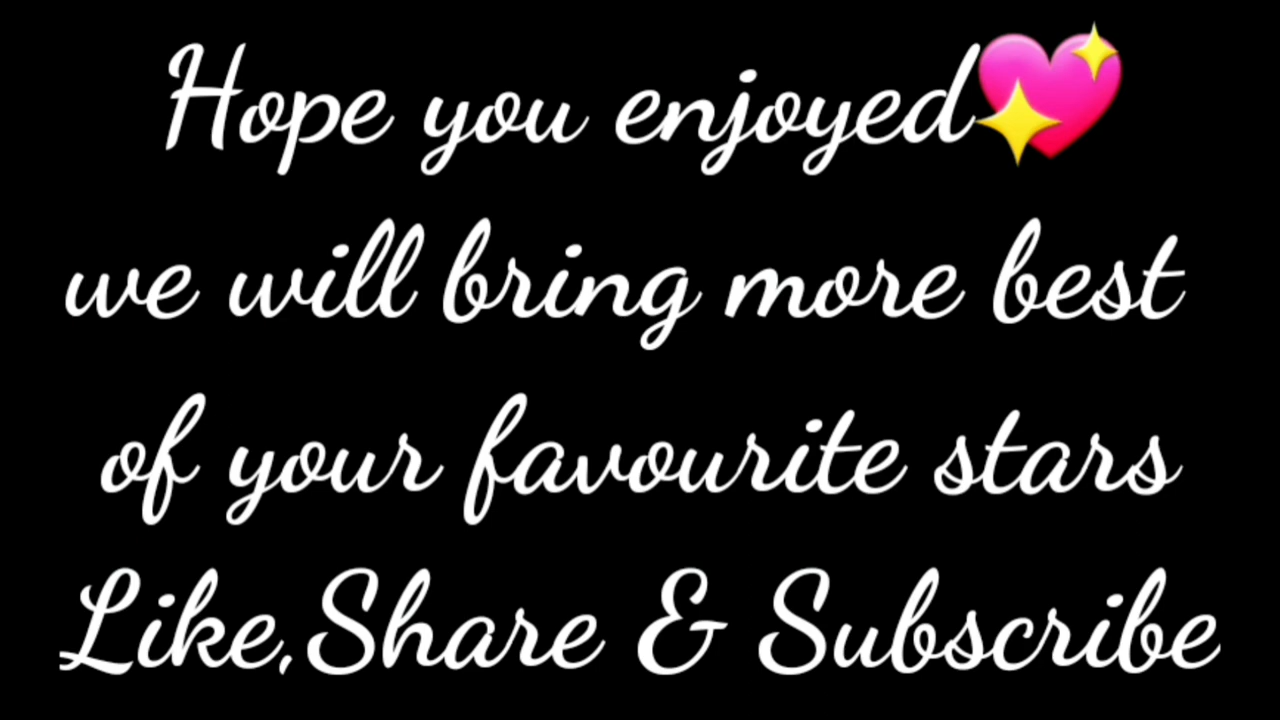 Hope you enjoyed💖
we will bring more best
of your favourite stars
Like,Share & Subscribe